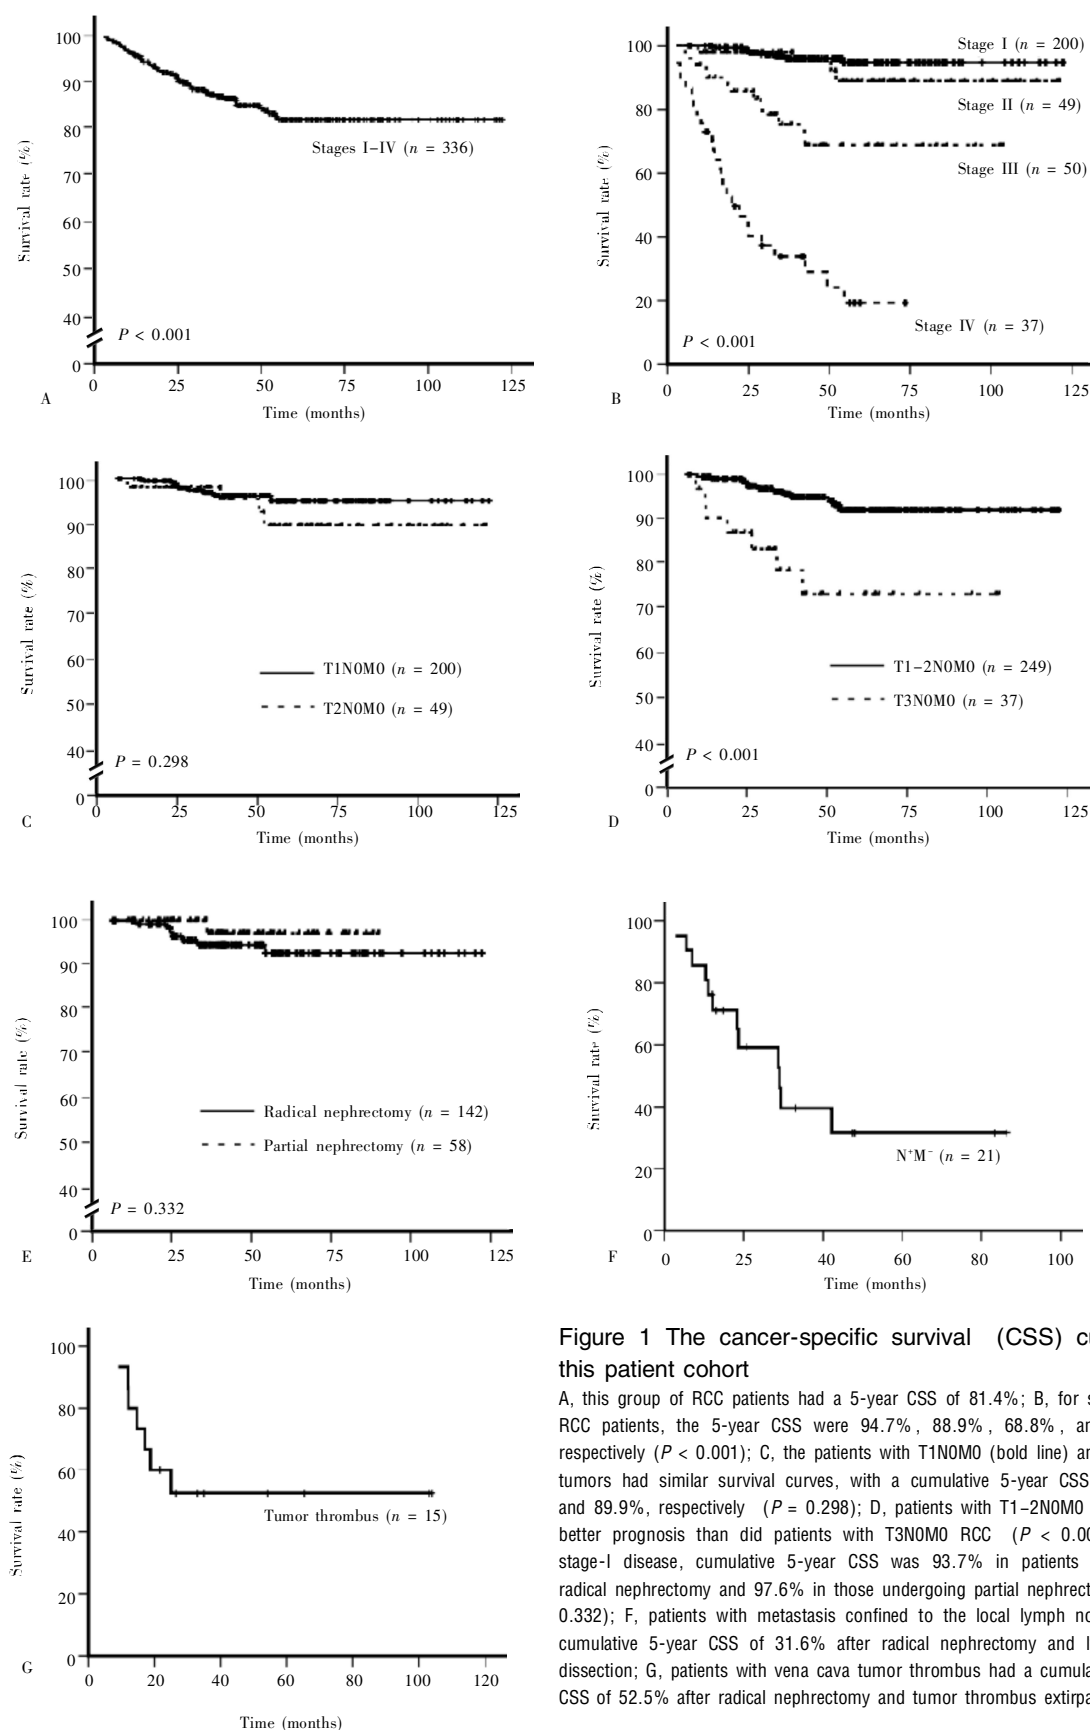 100
90
80
70
60
50
40
0
Survival rate (%)
Stages I–IV (n = 336)
P < 0.001
0 25 50 75 100 125
Time (months)
A
100
80
60
40
20
0
Survival rate (%)
Stage I (n = 200)
Stage II (n = 49)
Stage III (n = 50)
Stage IV (n = 37)
P < 0.001
0 25 50 75 100 125
Time (months)
B
100
90
80
70
60
50
40
0
Survival rate (%)
T1N0M0 (n = 200)
T2N0M0 (n = 49)
P = 0.298
0 25 50 75 100 125
Time (months)
C
100
90
80
70
60
50
40
0
Survival rate (%)
T1–2N0M0 (n = 249)
T3N0M0 (n = 37)
P < 0.001
0 25 50 75 100 125
Time (months)
D
100
90
80
70
60
50
40
0
Survival rate (%)
Radical nephrectomy (n = 142)
Partial nephrectomy (n = 58)
P = 0.332
0 25 50 75 100 125
Time (months)
E
100
80
60
40
20
0
Survival rate (%)
N⁺M⁻ (n = 21)
0 25 40 60 80 100
Time (months)
F
100
80
60
40
20
0
Survival rate (%)
Tumor thrombus (n = 15)
0 20 40 60 80 100 120
Time (months)
G
Figure 1 The cancer-specific survival (CSS)
this patient cohort
A, this group of RCC patients had a 5-year CSS of 81.4%; B, for
RCC patients, the 5-year CSS were 94.7%, 88.9%, 68.8%,
respectively (P < 0.001); C, the patients with T1N0M0 (bold line)
tumors had similar survival curves, with a cumulative 5-year CSS
and 89.9%, respectively (P = 0.298); D, patients with T1–2N0M0
better prognosis than did patients with T3N0M0 RCC (P < 0.00
stage-I disease, cumulative 5-year CSS was 93.7% in patients
radical nephrectomy and 97.6% in those undergoing partial
0.332); F, patients with metastasis confined to the local lymph
cumulative 5-year CSS of 31.6% after radical nephrectomy and
dissection; G, patients with vena cava tumor thrombus had a
CSS of 52.5% after radical nephrectomy and tumor thrombus